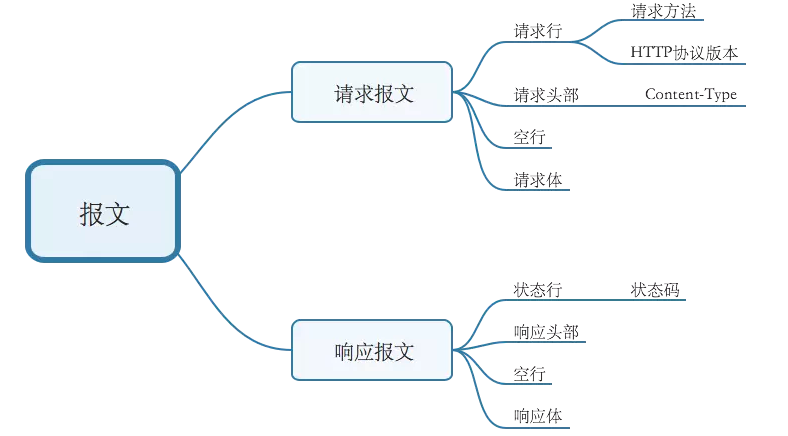 报文
请求报文
请求行
请求方法
HTTP协议版本
请求头部
Content-Type
空行
请求体
响应报文
状态行
状态码
响应头部
空行
响应体